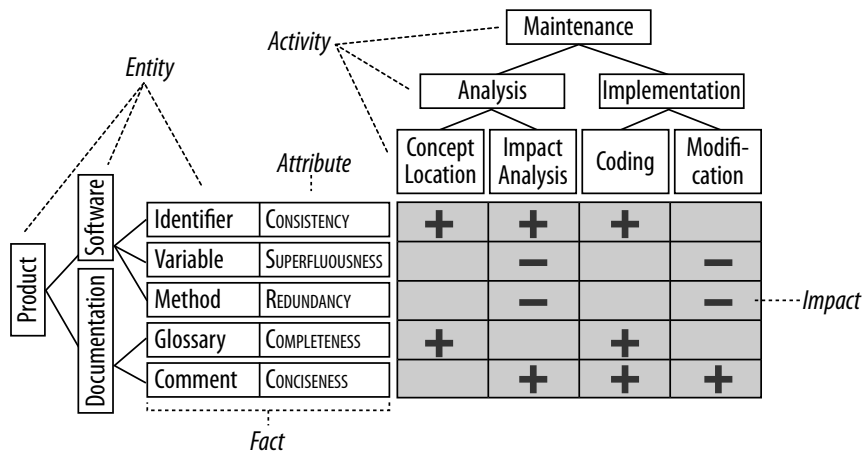 Maintenance
Activity
Entity
Analysis
Implementation
Attribute
Concept
Location
Impact
Analysis
Coding
Modifi-
cation
Product
Software
Documentation
Identifier CONSISTENCY + + +
Variable SUPERFLUOUSNESS − −
Method REDUNDANCY − −
Impact
Glossary COMPLETENESS + +
Comment CONCISENESS + + +
Fact